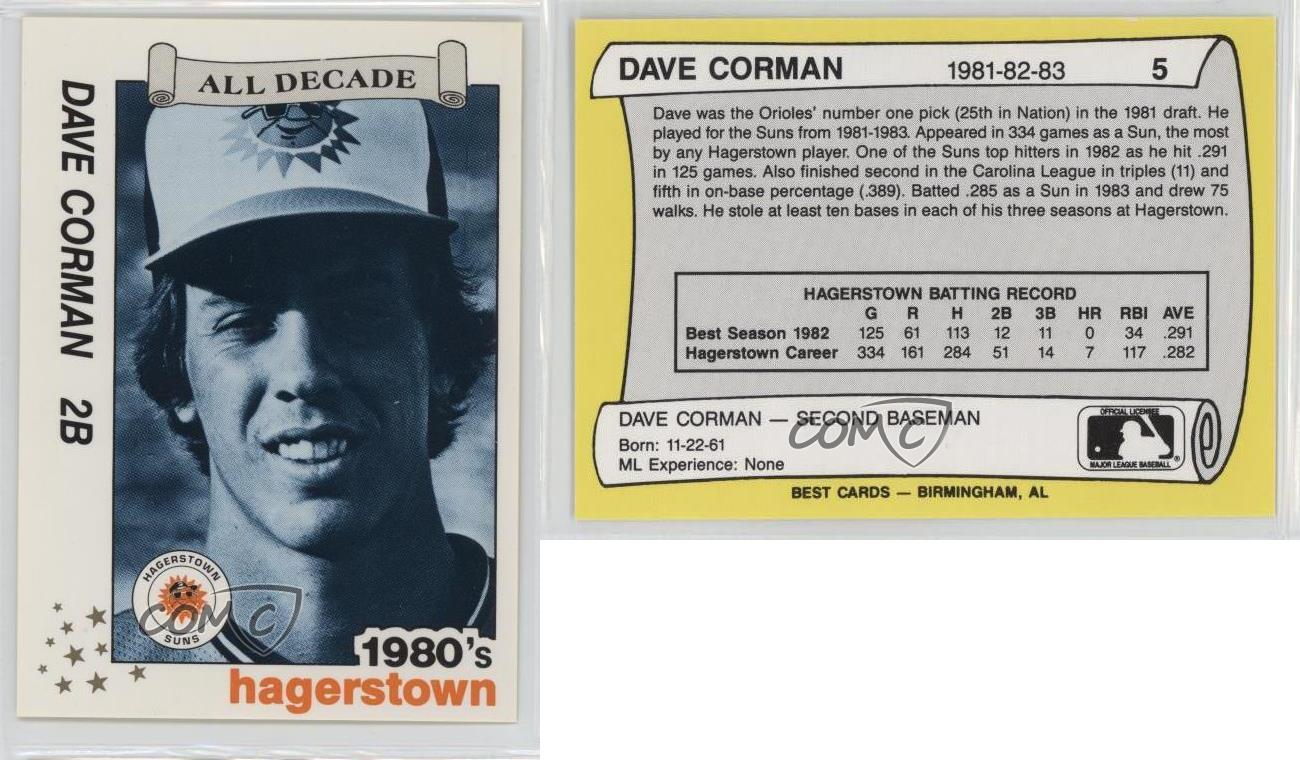 ALL DECADE
DAVE CORMAN 2B
HAGERSTOWN
SUNS
COMC
1980's
hagerstown
DAVE CORMAN 1981-82-83 5
Dave was the Orioles' number one pick (25th in Nation) in the 1981 draft. He
played for the Suns from 1981-1983. Appeared in 334 games as a Sun, the most
by any Hagerstown player. One of the Suns top hitters in 1982 as he hit .291
in 125 games. Also finished second in the Carolina League in triples (11) and
fifth in on-base percentage (.389). Batted .285 as a Sun in 1983 and drew 75
walks. He stole at least ten bases in each of his three seasons at Hagerstown.
HAGERSTOWN BATTING RECORD
G R H 2B 3B HR RBI AVE
Best Season 1982 125 61 113 12 11 0 34 .291
Hagerstown Career 334 161 284 51 14 7 117 .282
DAVE CORMAN — SECOND BASEMAN
COMC
Born: 11-22-61
ML Experience: None
OFFICIAL LICENSEE
MAJOR LEAGUE BASEBALL ®
BEST CARDS — BIRMINGHAM, AL